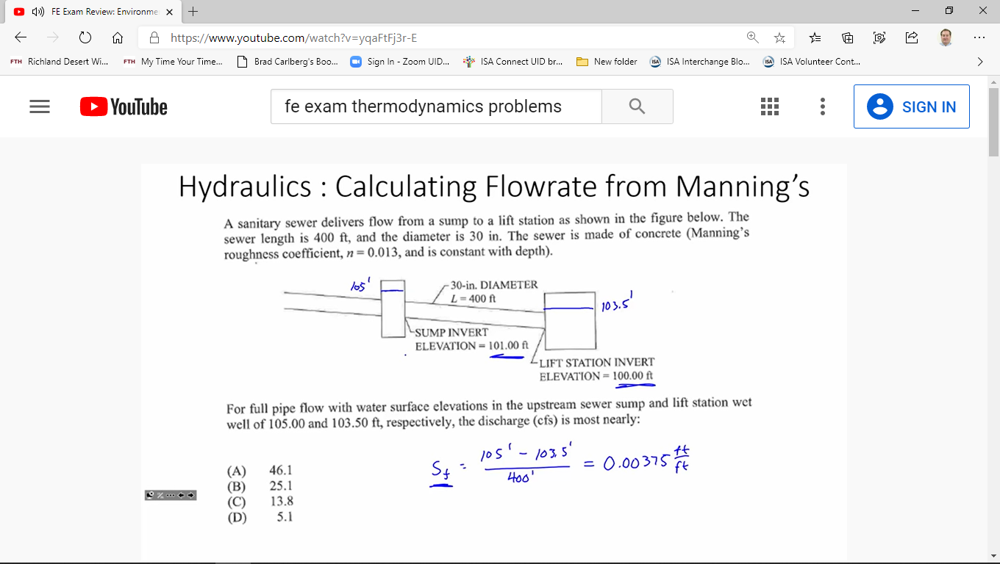 FE Exam Review: Environme
https://www.youtube.com/watch?v=yqaFtFj3r-E
FTH Richland Desert Wi... FTH My Time Your Time... Brad Carlberg's Boo... Sign In - Zoom UID... ISA Connect UID br... New folder ISA ISA Interchange Blo... ISA ISA Volunteer Cont...
YouTube fe exam thermodynamics problems SIGN IN
Hydraulics : Calculating Flowrate from Manning's
A sanitary sewer delivers flow from a sump to a lift station as shown in the figure below. The
sewer length is 400 ft, and the diameter is 30 in. The sewer is made of concrete (Manning's
roughness coefficient, n = 0.013, and is constant with depth).
105'
30-in. DIAMETER
L = 400 ft
103.5'
SUMP INVERT
ELEVATION = 101.00 ft
LIFT STATION INVERT
ELEVATION = 100.00 ft
For full pipe flow with water surface elevations in the upstream sewer sump and lift station wet
well of 105.00 and 103.50 ft, respectively, the discharge (cfs) is most nearly:
Sf = 105' - 103.5' / 400' = 0.00375 ft/ft
(A) 46.1
(B) 25.1
(C) 13.8
(D) 5.1